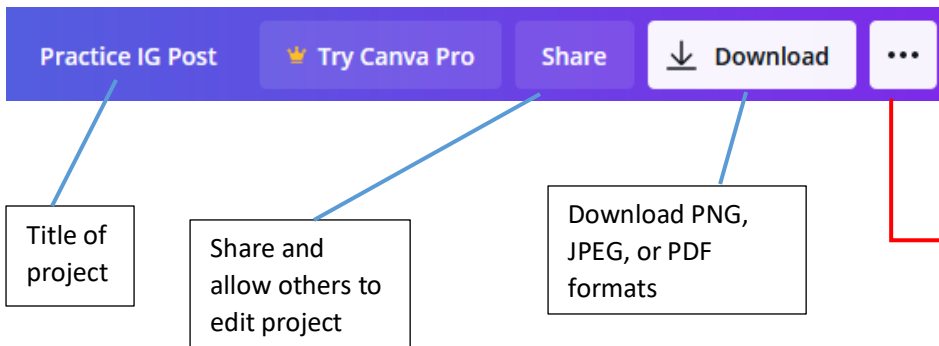 Practice IG Post Try Canva Pro Share Download ...
Title of
project
Share and
allow others to
edit project
Download PNG,
JPEG, or PDF
formats